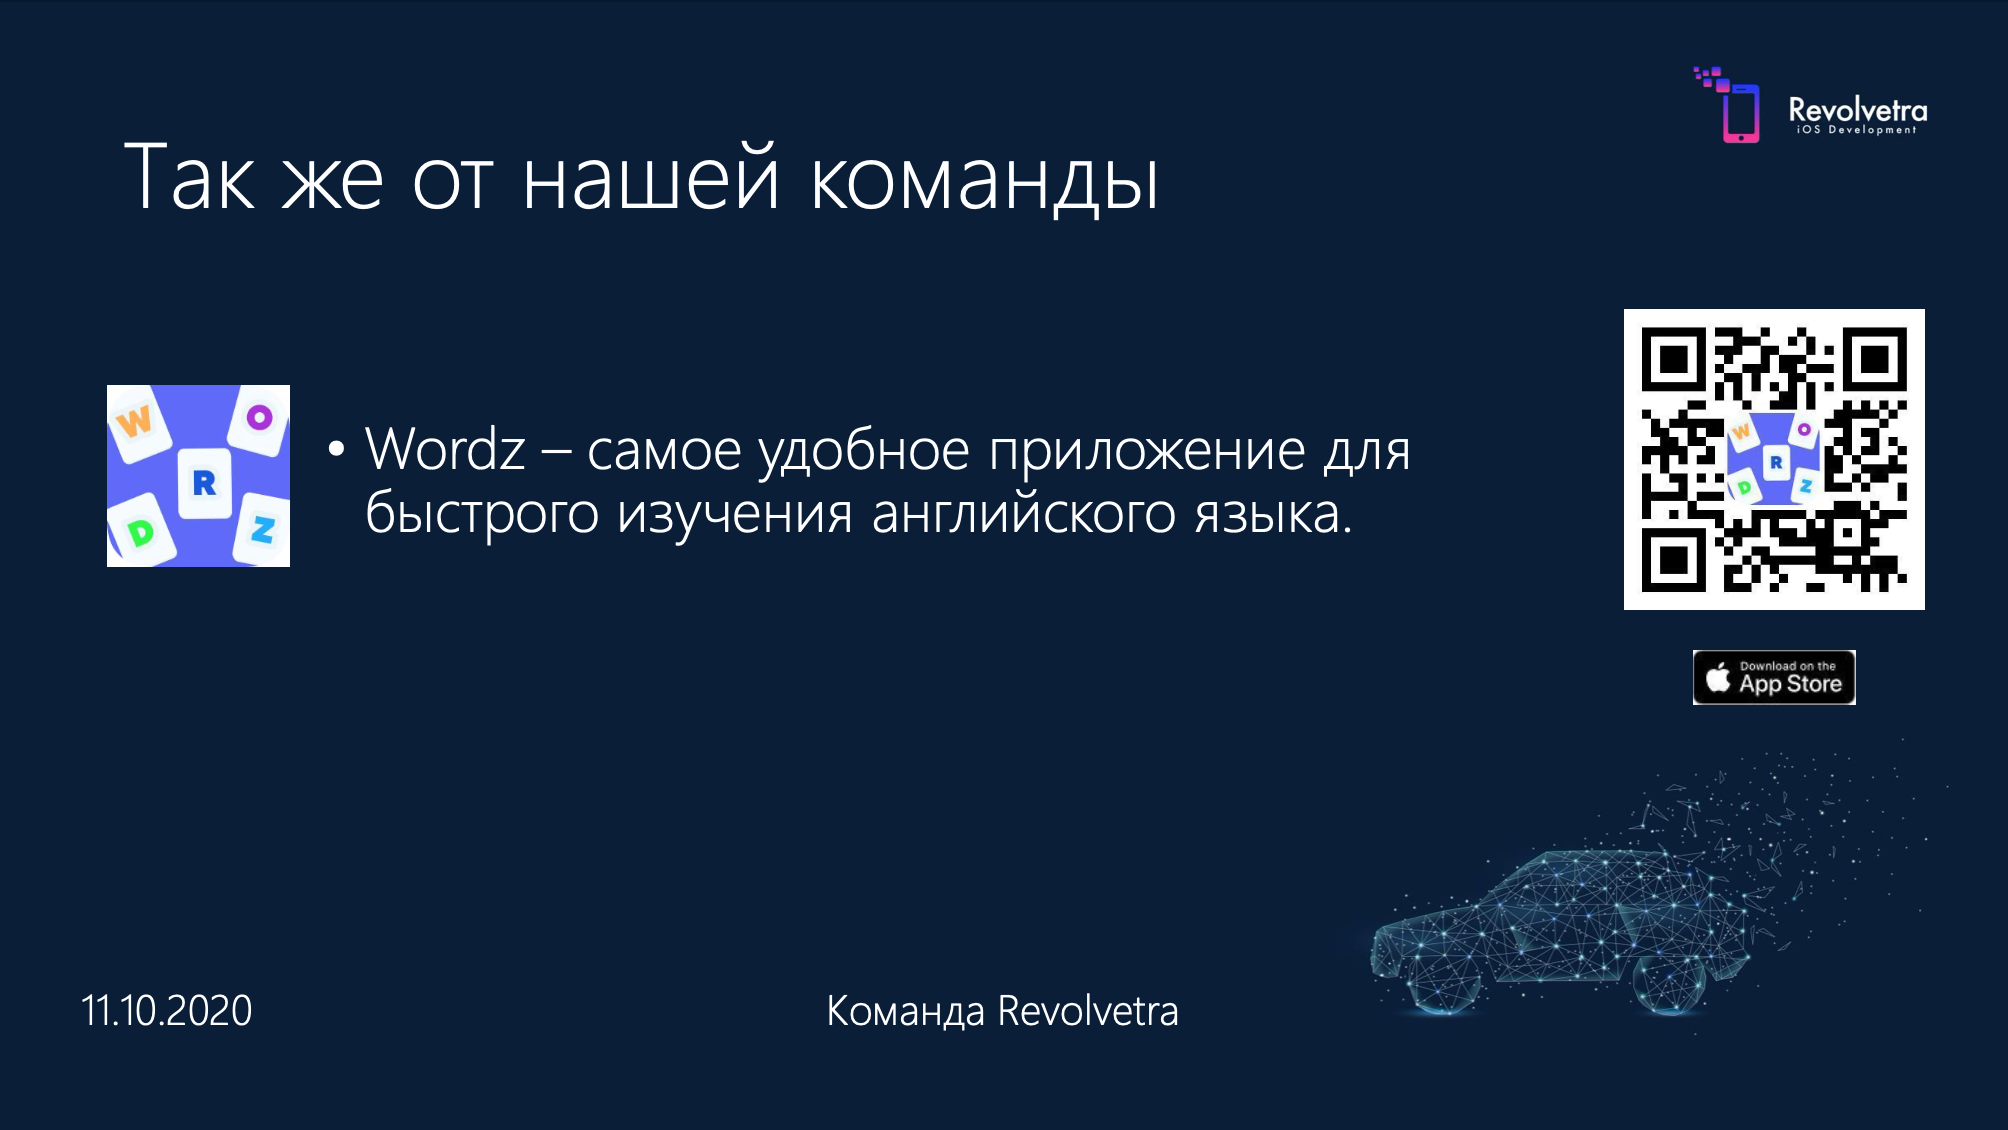 Revolvetra
iOS Development
Так же от нашей команды
W O
R
D Z
• Wordz – самое удобное приложение для
быстрого изучения английского языка.
W O
R
D Z
Download on the
App Store
11.10.2020
Команда Revolvetra